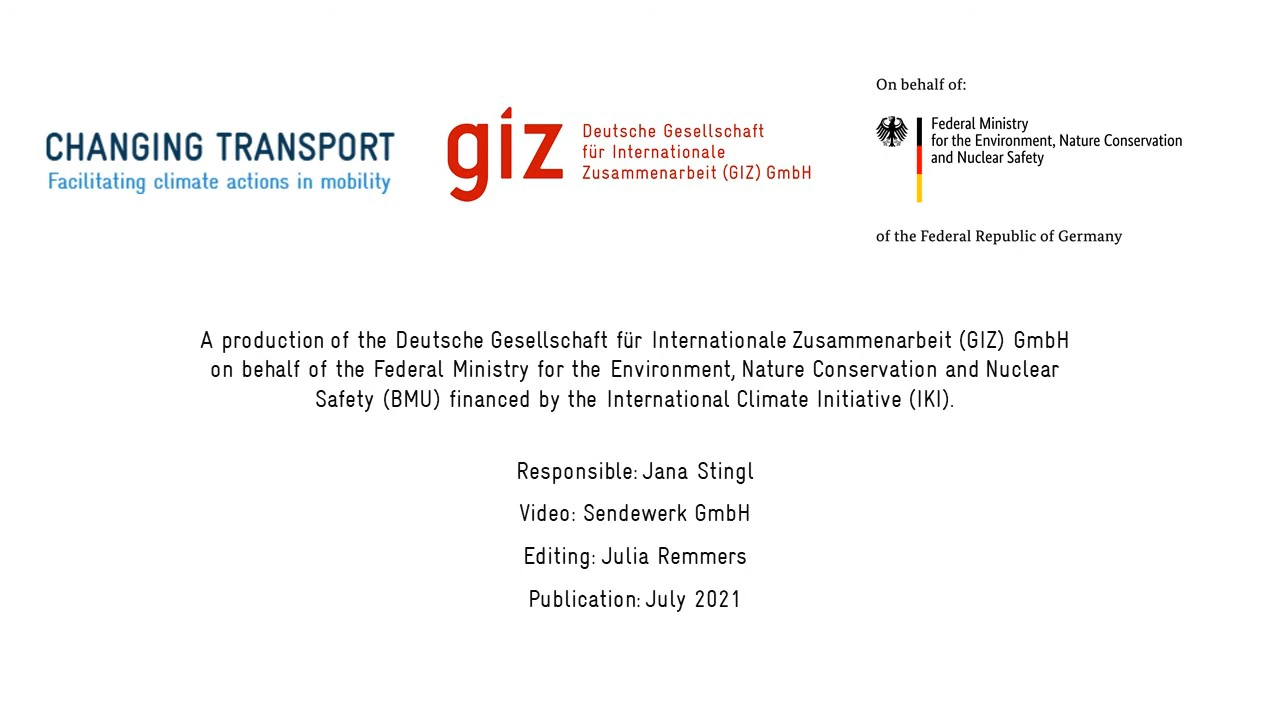 CHANGING TRANSPORT
Facilitating climate actions in mobility
giz
Deutsche Gesellschaft
für Internationale
Zusammenarbeit (GIZ) GmbH
On behalf of:
Federal Ministry
for the Environment, Nature Conservation
and Nuclear Safety
of the Federal Republic of Germany
A production of the Deutsche Gesellschaft für Internationale Zusammenarbeit (GIZ) GmbH
on behalf of the Federal Ministry for the Environment, Nature Conservation and Nuclear
Safety (BMU) financed by the International Climate Initiative (IKI).
Responsible: Jana Stingl
Video: Sendewerk GmbH
Editing: Julia Remmers
Publication: July 2021